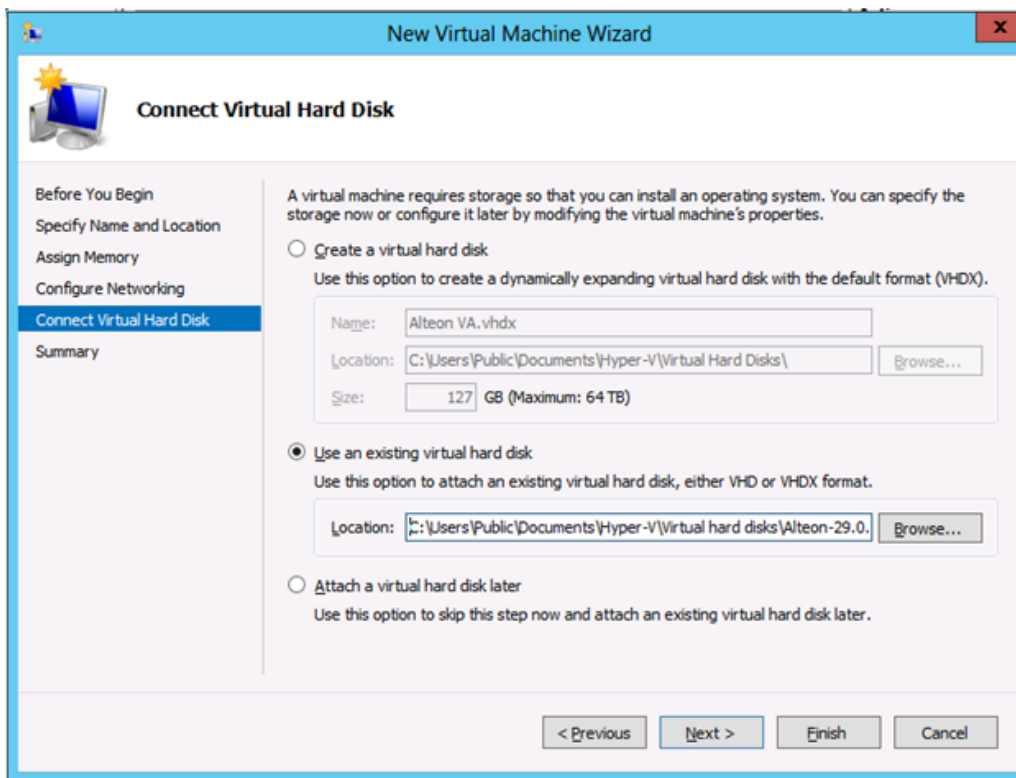 New Virtual Machine Wizard
x
Connect Virtual Hard Disk
Before You Begin
Specify Name and Location
Assign Memory
Configure Networking
Connect Virtual Hard Disk
Summary
A virtual machine requires storage so that you can install an operating system. You can specify the
storage now or configure it later by modifying the virtual machine's properties.
Create a virtual hard disk
Use this option to create a dynamically expanding virtual hard disk with the default format (VHDX).
Name: Alteon VA.vhdx
Location: C:\Users\Public\Documents\Hyper-V\Virtual Hard Disks\ Browse...
Size: 127 GB (Maximum: 64 TB)
Use an existing virtual hard disk
Use this option to attach an existing virtual hard disk, either VHD or VHDX format.
Location: C:\Users\Public\Documents\Hyper-V\Virtual hard disks\Alteon-29.0. Browse...
Attach a virtual hard disk later
Use this option to skip this step now and attach an existing virtual hard disk later.
< Previous Next > Finish Cancel